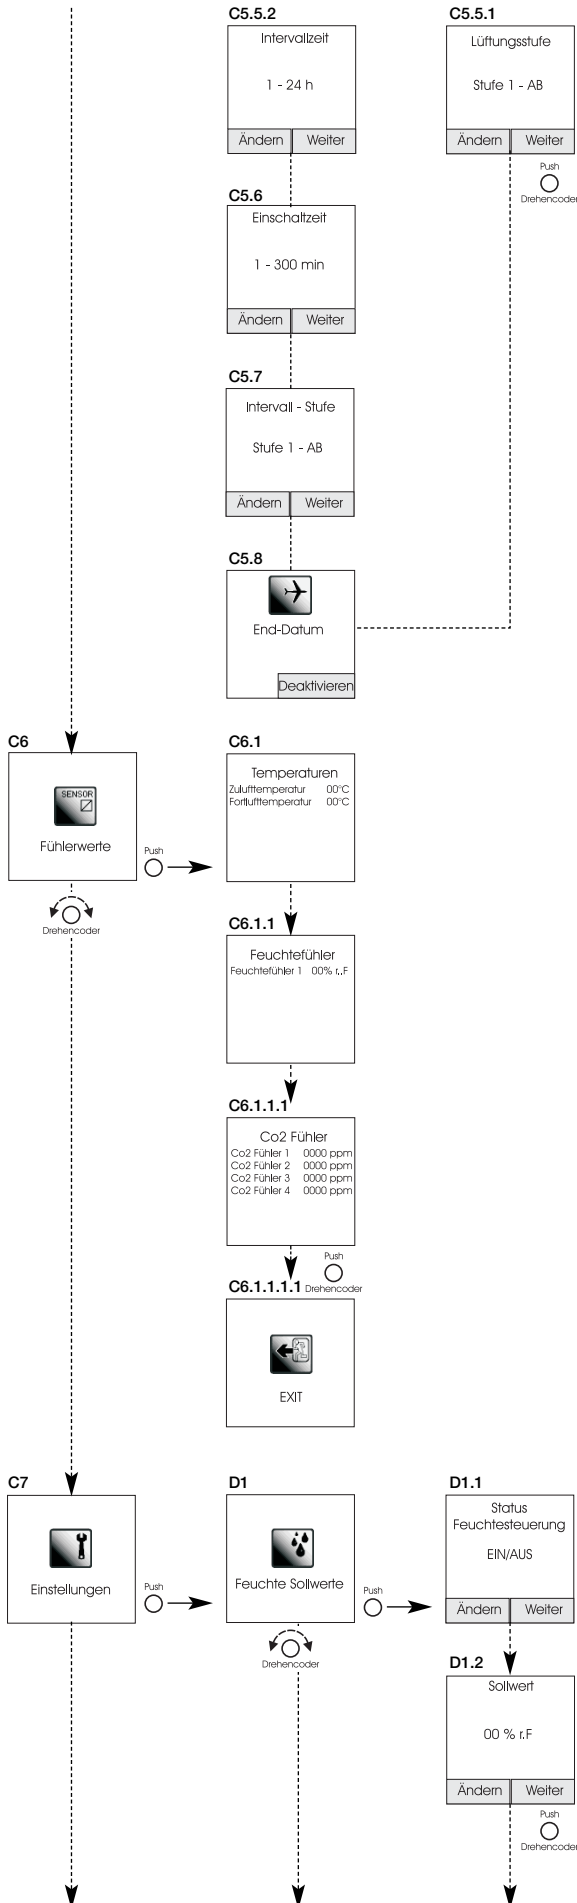 C5.5.2
Intervallzeit
1 - 24 h
Ändern Weiter
C5.5.1
Lüftungsstufe
Stufe 1 - AB
Ändern Weiter
Push
Drehencoder
C5.6
Einschaltzeit
1 - 300 min
Ändern Weiter
C5.7
Intervall - Stufe
Stufe 1 - AB
Ändern Weiter
C5.8
End-Datum
Deaktivieren
C6
SENSOR
Fühlerwerte
Push
Drehencoder
C6.1
Temperaturen
Zulufttemperatur 00°C
Fortlufttemperatur 00°C
C6.1.1
Feuchtefühler
Feuchtefühler 1 00% r..F
C6.1.1.1
Co2 Fühler
Co2 Fühler 1 0000 ppm
Co2 Fühler 2 0000 ppm
Co2 Fühler 3 0000 ppm
Co2 Fühler 4 0000 ppm
Push
Drehencoder
C6.1.1.1.1
EXIT
C7
Einstellungen
Push
D1
Feuchte Sollwerte
Push
Drehencoder
D1.1
Status
Feuchtesteuerung
EIN/AUS
Ändern Weiter
D1.2
Sollwert
00 % r.F
Ändern Weiter
Push
Drehencoder